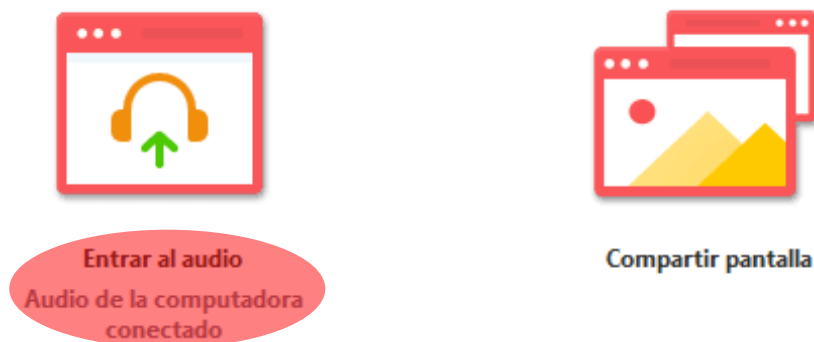 Entrar al audio
Audio de la computadora
conectado
Compartir pantalla